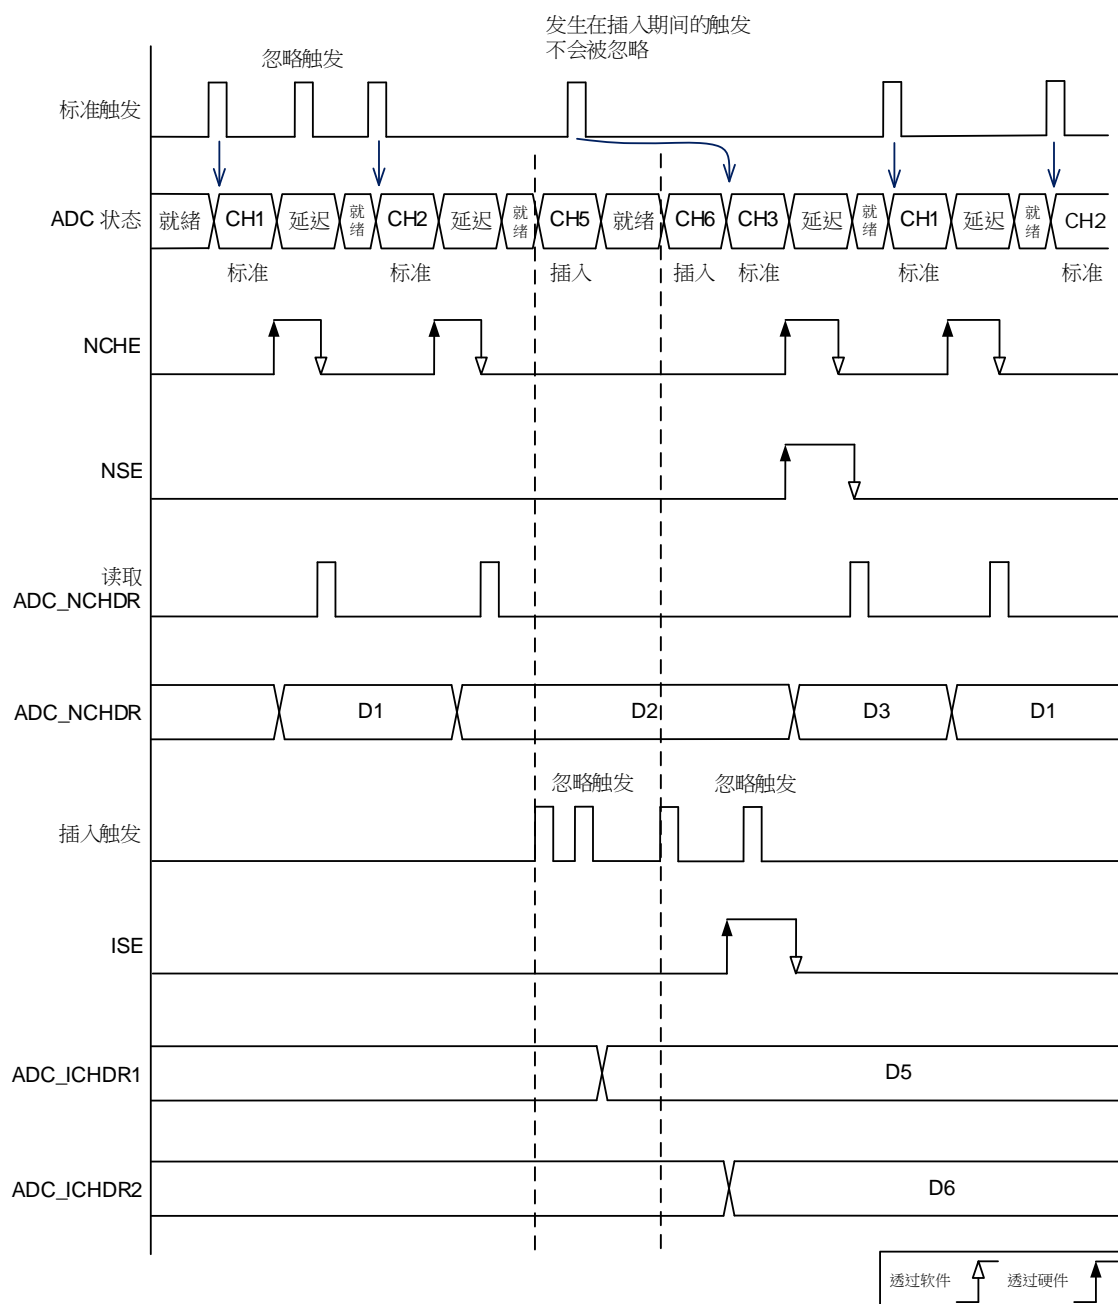 发生在插入期间的触发
不会被忽略
忽略触发
标准触发
ADC 状态
就緒 CH1 延迟 就绪 CH2 延迟 就绪 CH5 就绪 CH6 CH3 延迟 就绪 CH1 延迟 就绪 CH2
标准 标准 插入 插入 标准 标准 标准
NCHE
NSE
读取
ADC_NCHDR
ADC_NCHDR D1 D2 D3 D1
忽略触发 忽略触发
插入触发
ISE
ADC_ICHDR1 D5
ADC_ICHDR2 D6
透过软件 透过硬件